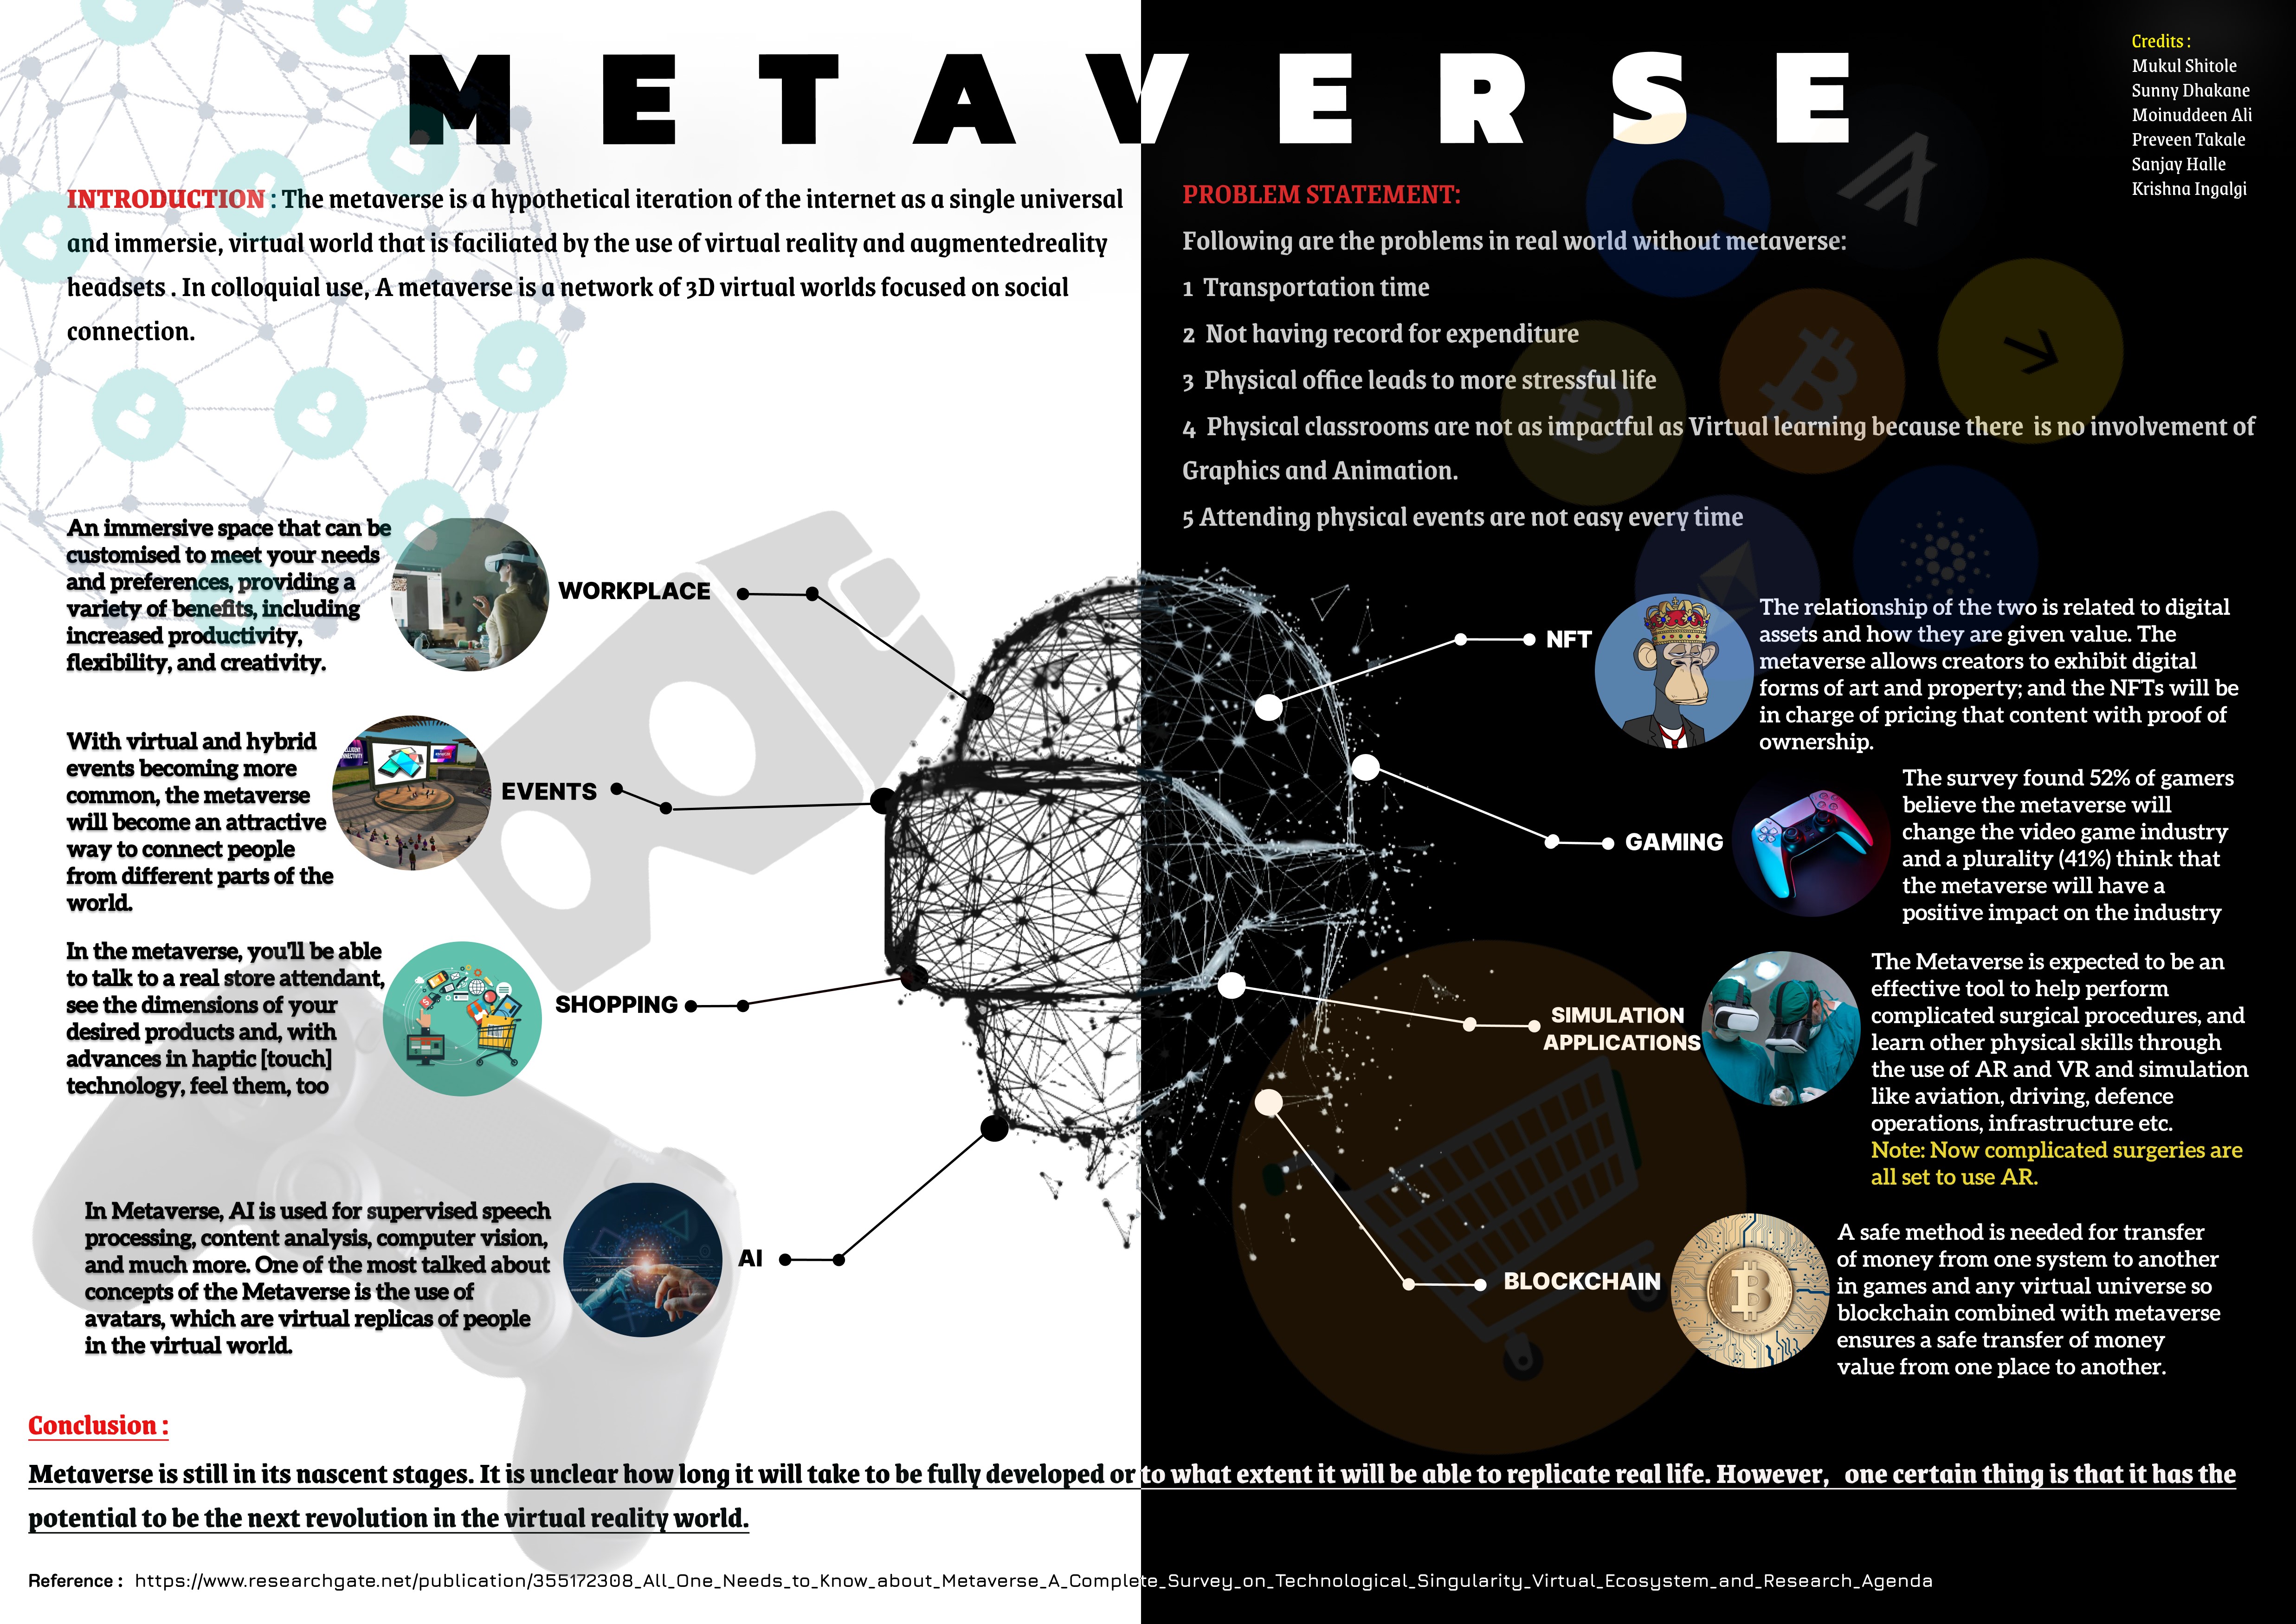 METAVERSE
Credits :
Mukul Shitole
Sunny Dhakane
Moinuddeen Ali
Preveen Takale
Sanjay Halle
Krishna Ingalgi
INTRODUCTION : The metaverse is a hypothetical iteration of the internet as a single universal
and immersie, virtual world that is faciliated by the use of virtual reality and augmentedreality
headsets . In colloquial use, A metaverse is a network of 3D virtual worlds focused on social
connection.
PROBLEM STATEMENT:
Following are the problems in real world without metaverse:
1 Transportation time
2 Not having record for expenditure
3 Physical office leads to more stressful life
4 Physical classrooms are not as impactful as Virtual learning because there is no involvement of
Graphics and Animation.
5 Attending physical events are not easy every time
An immersive space that can be
customised to meet your needs
and preferences, providing a
variety of benefits, including
increased productivity,
flexibility, and creativity.
WORKPLACE
With virtual and hybrid
events becoming more
common, the metaverse
will become an attractive
way to connect people
from different parts of the
world.
EVENTS
In the metaverse, you'll be able
to talk to a real store attendant,
see the dimensions of your
desired products and, with
advances in haptic [touch]
technology, feel them, too
SHOPPING
In Metaverse, AI is used for supervised speech
processing, content analysis, computer vision,
and much more. One of the most talked about
concepts of the Metaverse is the use of
avatars, which are virtual replicas of people
in the virtual world.
AI
NFT
The relationship of the two is related to digital
assets and how they are given value. The
metaverse allows creators to exhibit digital
forms of art and property; and the NFTs will be
in charge of pricing that content with proof of
ownership.
GAMING
The survey found 52% of gamers
believe the metaverse will
change the video game industry
and a plurality (41%) think that
the metaverse will have a
positive impact on the industry
SIMULATION
APPLICATIONS
The Metaverse is expected to be an
effective tool to help perform
complicated surgical procedures, and
learn other physical skills through
the use of AR and VR and simulation
like aviation, driving, defence
operations, infrastructure etc.
Note: Now complicated surgeries are
all set to use AR.
BLOCKCHAIN
A safe method is needed for transfer
of money from one system to another
in games and any virtual universe so
blockchain combined with metaverse
ensures a safe transfer of money
value from one place to another.
Conclusion :
Metaverse is still in its nascent stages. It is unclear how long it will take to be fully developed or to what extent it will be able to replicate real life. However, one certain thing is that it has the
potential to be the next revolution in the virtual reality world.
Reference : https://www.researchgate.net/publication/355172308_All_One_Needs_to_Know_about_Metaverse_A_Complete_Survey_on_Technological_Singularity_Virtual_Ecosystem_and_Research_Agenda